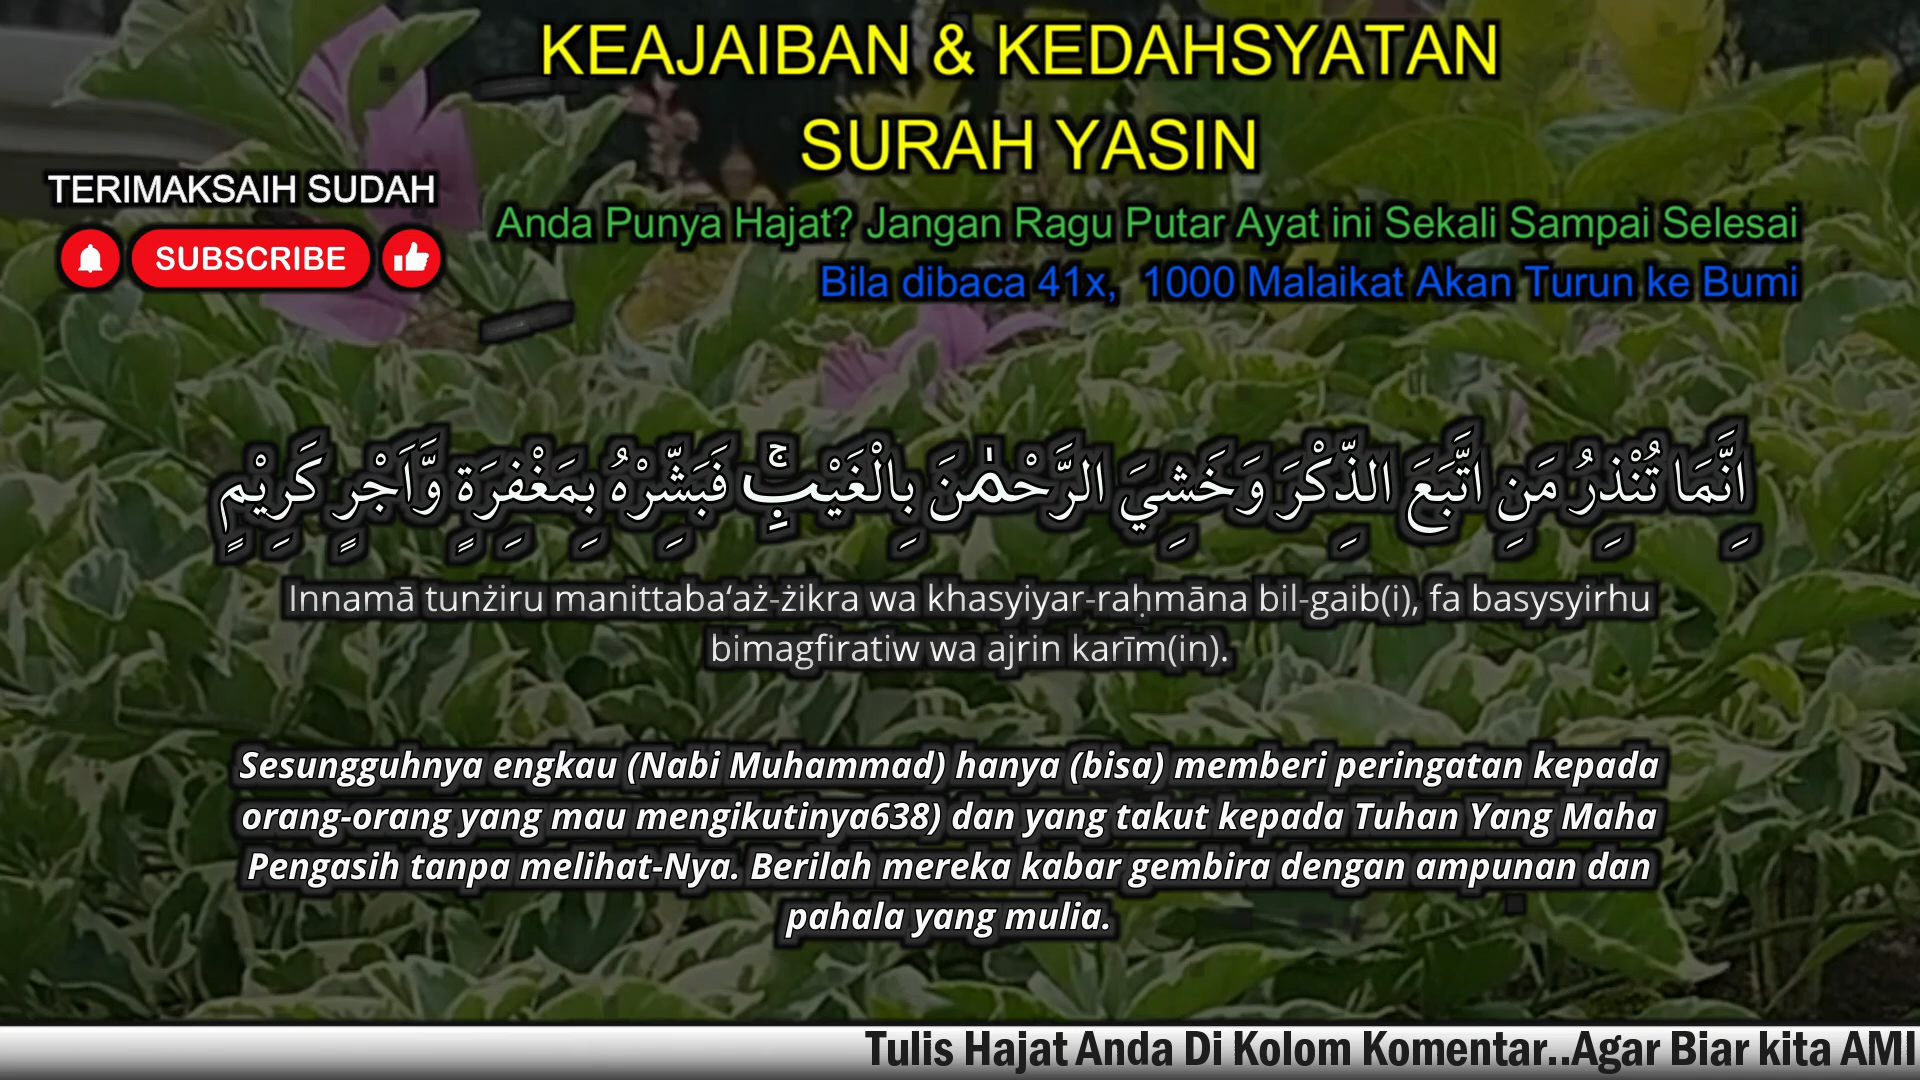 KEAJAIBAN & KEDAHSYATAN
SURAH YASIN
TERIMAKSAIH SUDAH
SUBSCRIBE
Anda Punya Hajat? Jangan Ragu Putar Ayat ini Sekali Sampai Selesai
Bila dibaca 41x, 1000 Malaikat Akan Turun ke Bumi
اِنَّمَا تُنْذِرُ مَنِ اتَّبَعَ الذِّكْرَ وَخَشِيَ الرَّحْمٰنَ بِالْغَيْبِۚ فَبَشِّرْهُ بِمَغْفِرَةٍ وَّاَجْرٍ كَرِيْمٍ
Innamā tunżiru manittaba‘aż-żikra wa khasyiyar-raḥmāna bil-gaib(i), fa basysyirhu
bimagfiratiw wa ajrin karīm(in).
Sesungguhnya engkau (Nabi Muhammad) hanya (bisa) memberi peringatan kepada
orang-orang yang mau mengikutinya638) dan yang takut kepada Tuhan Yang Maha
Pengasih tanpa melihat-Nya. Berilah mereka kabar gembira dengan ampunan dan
pahala yang mulia.
Tulis Hajat Anda Di Kolom Komentar..Agar Biar kita AMI